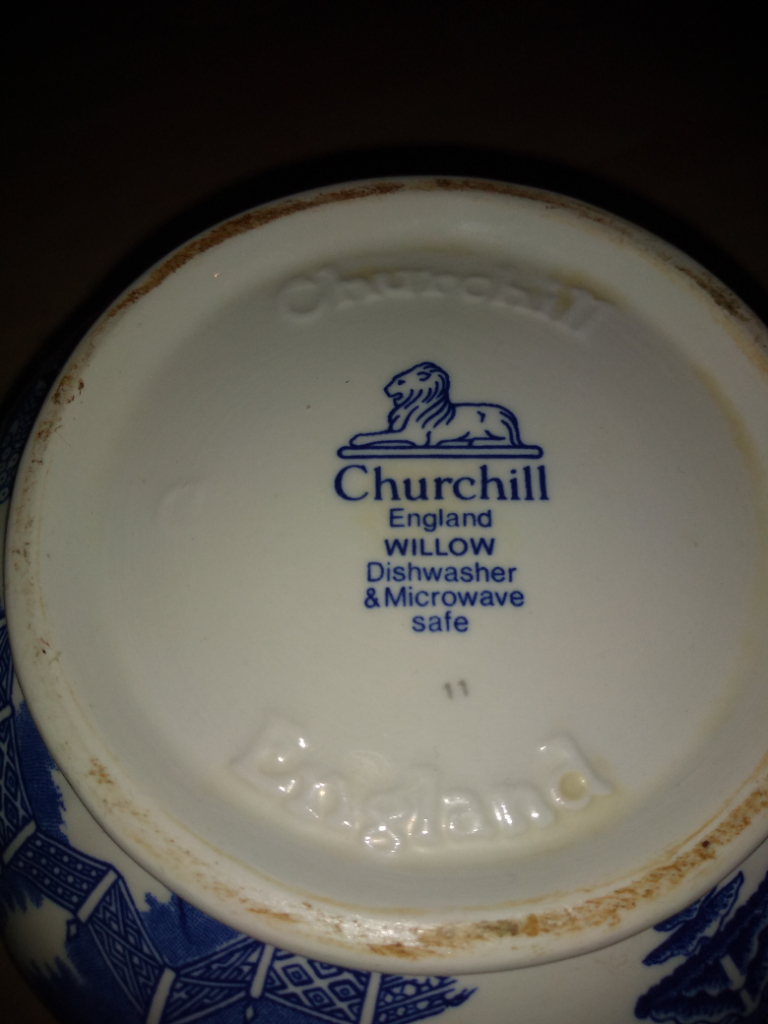 Churchill
Churchill
England
WILLOW
Dishwasher
&Microwave
safe
11
England